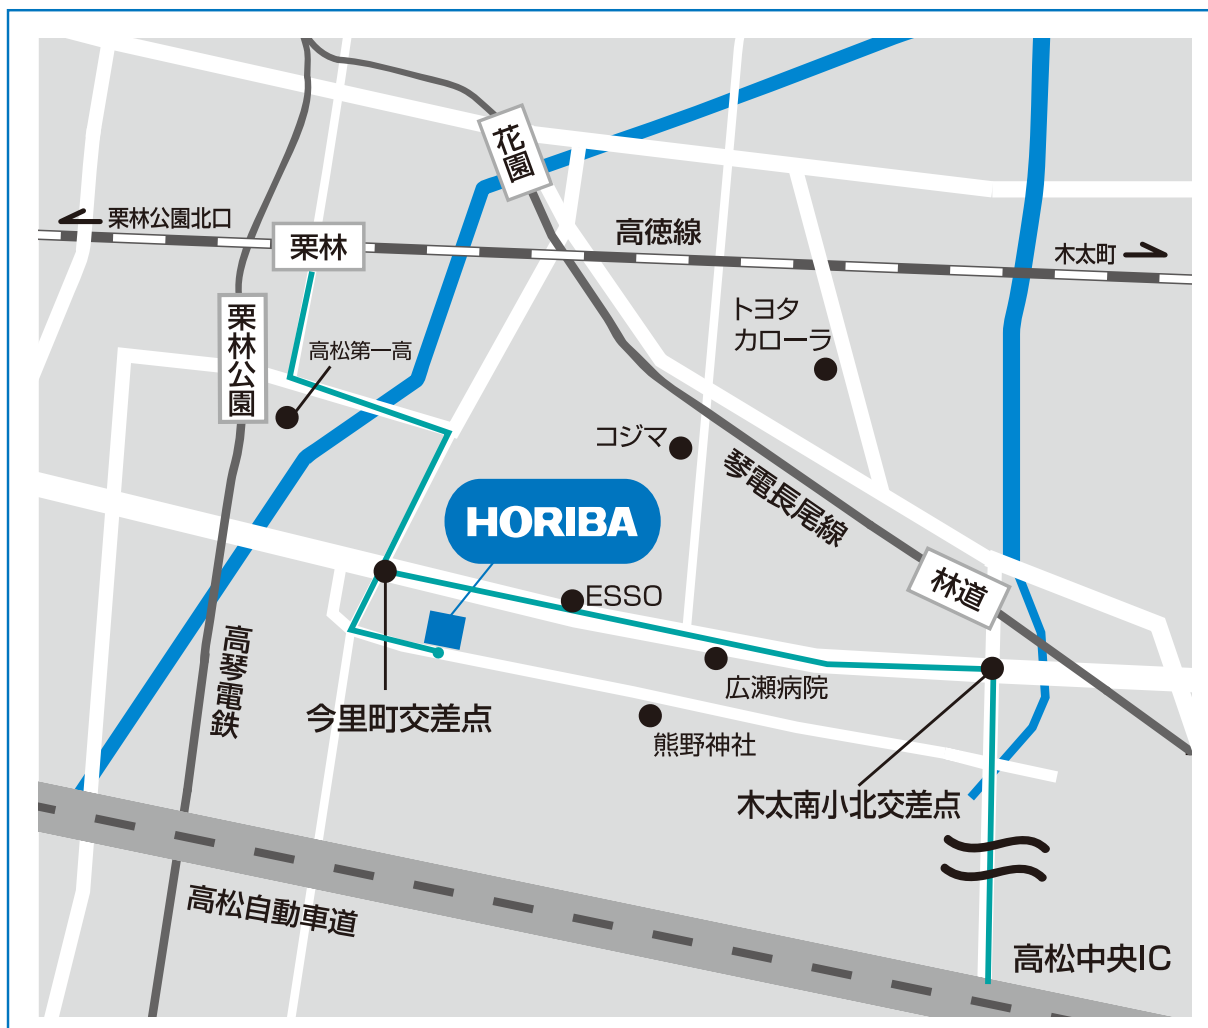 花園
栗林公園北口
栗林
高徳線
木太町
栗林公園
高松第一高
トヨタ
カローラ
コジマ
琴電長尾線
HORIBA
林道
ESSO
高琴電鉄
今里町交差点
広瀬病院
熊野神社
木太南小北交差点
高松自動車道
高松中央IC